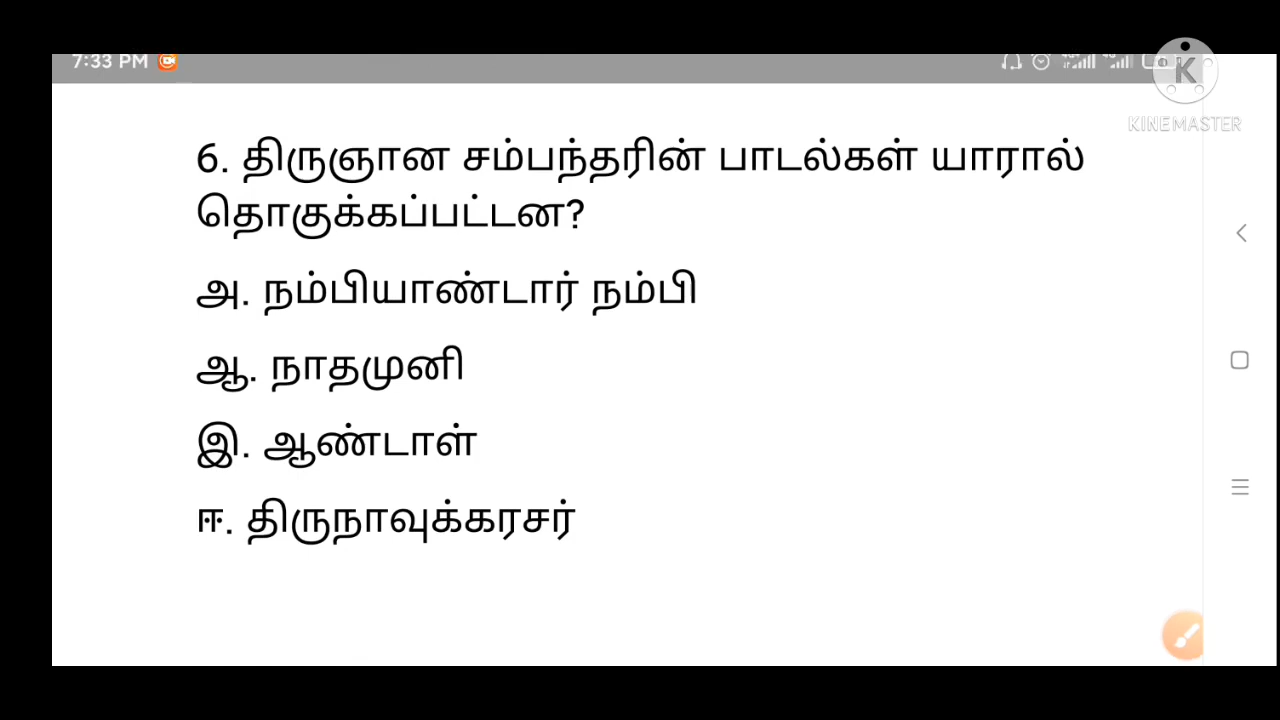 7:33 PM
KINEMASTER
6. திருஞான சம்பந்தரின் பாடல்கள் யாரால்
தொகுக்கப்பட்டன?
அ. நம்பியாண்டார் நம்பி
ஆ. நாதமுனி
இ. ஆண்டாள்
ஈ. திருநாவுக்கரசர்